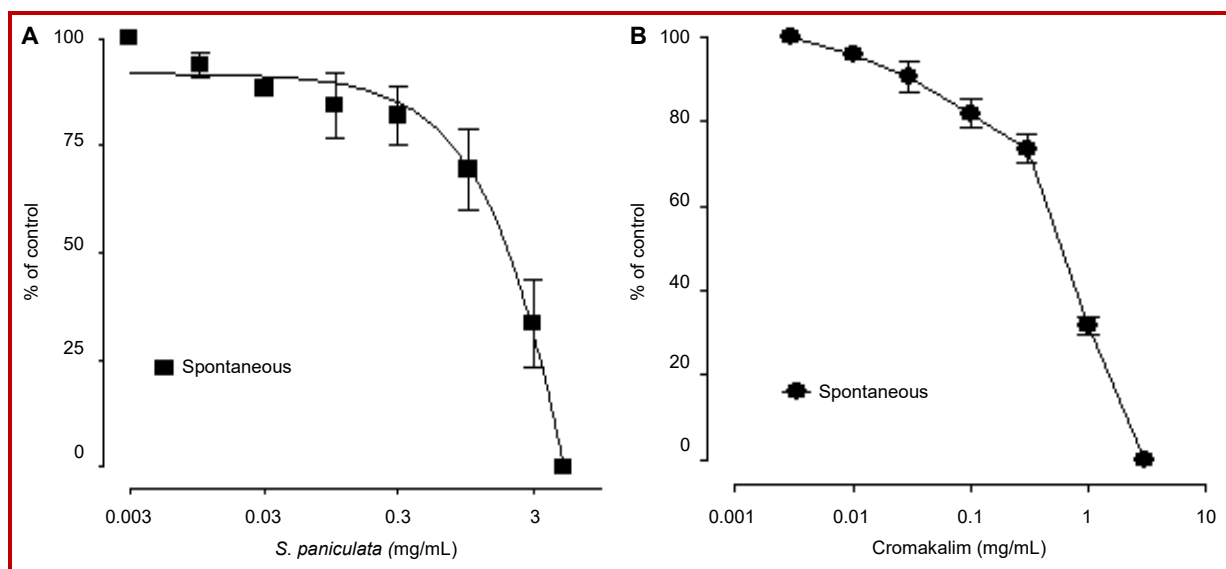 A
100
75
50
25
0
% of control
Spontaneous
0.003
0.03
0.3
3
S. paniculata (mg/mL)
B
100
80
60
40
20
0
% of control
Spontaneous
0.001
0.01
0.1
1
10
Cromakalim (mg/mL)